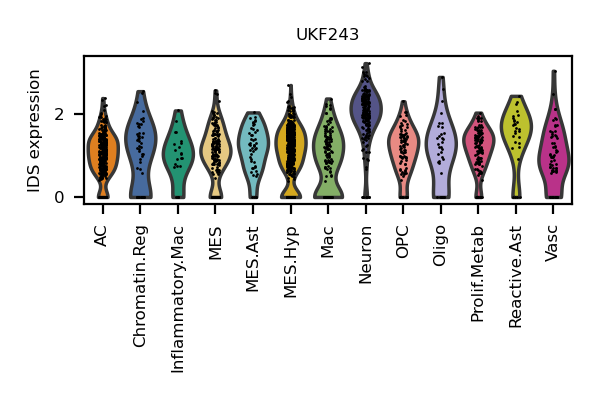 UKF243
IDS expression
2
0
AC
Chromatin.Reg
Inflammatory.Mac
MES
MES.Ast
MES.Hyp
Mac
Neuron
OPC
Oligo
Prolif.Metab
Reactive.Ast
Vasc